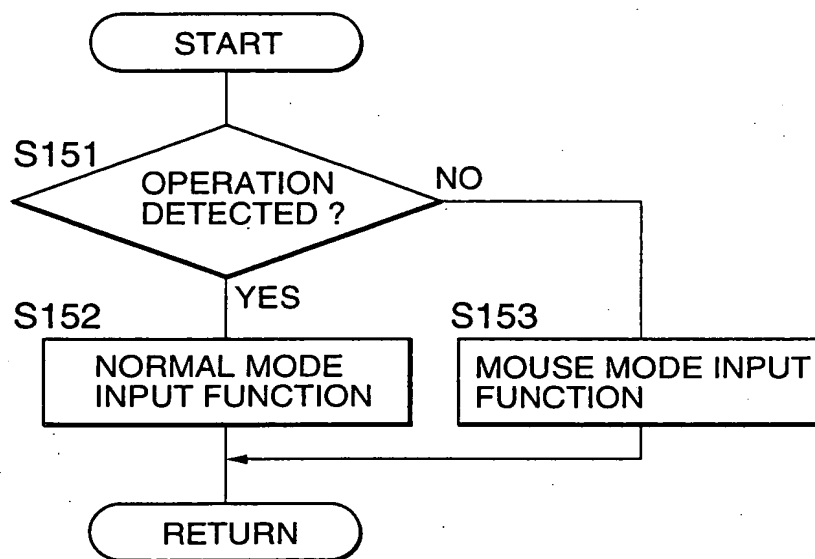 START
S151
OPERATION
DETECTED ?
NO
YES
S152
NORMAL MODE
INPUT FUNCTION
S153
MOUSE MODE INPUT
FUNCTION
RETURN